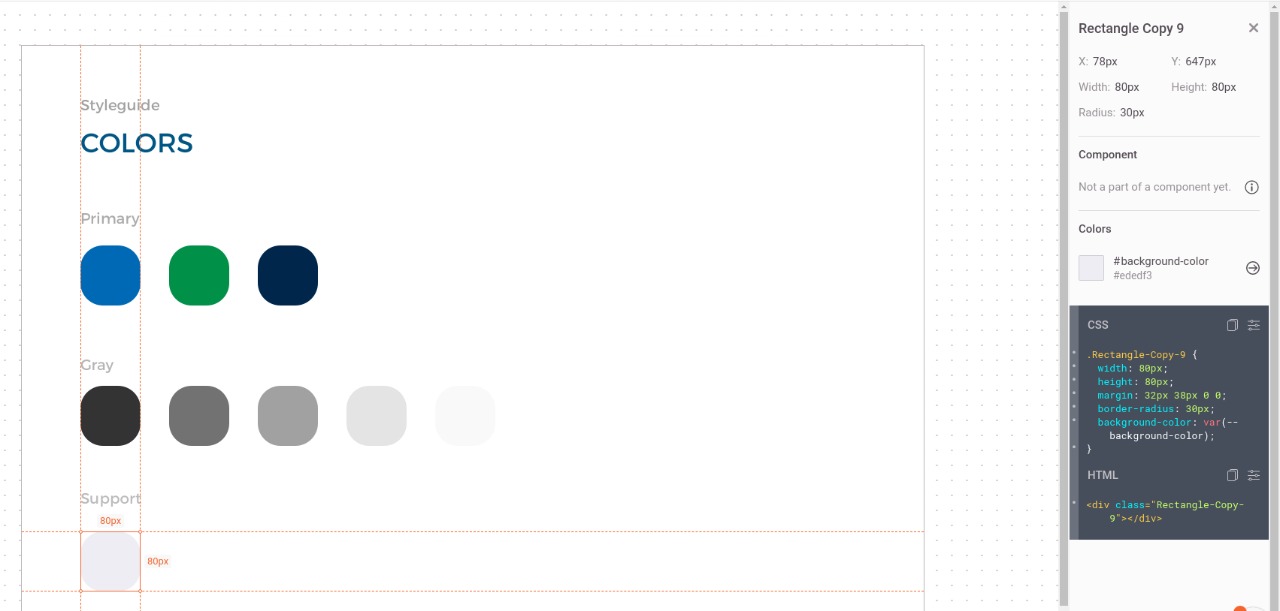 Styleguide
COLORS
Primary
Gray
Support
80px
80px
Rectangle Copy 9
X: 78px Y: 647px
Width: 80px Height: 80px
Radius: 30px
Component
Not a part of a component yet.
Colors
#background-color
#ededf3
CSS
.Rectangle-Copy-9 {
width: 80px;
height: 80px;
margin: 32px 38px 0 0;
border-radius: 30px;
background-color: var(--
background-color);
}
HTML
<div class="Rectangle-Copy-
9"></div>